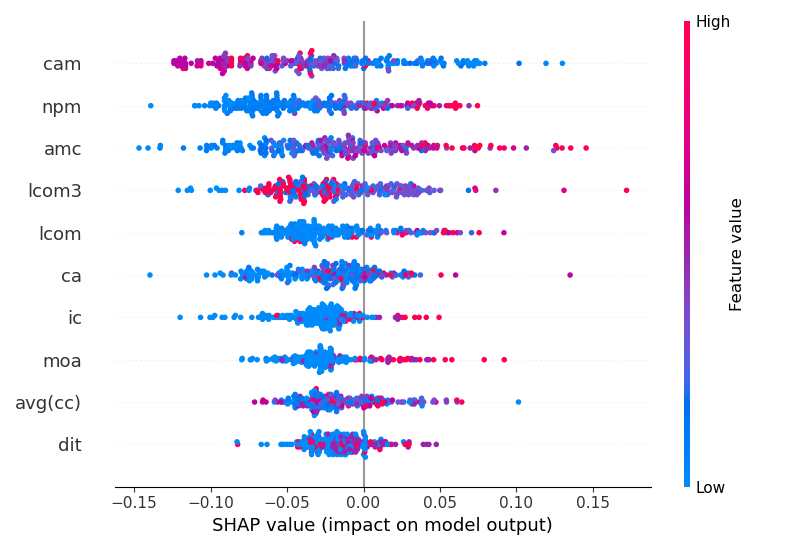 High
cam
npm
amc
lcom3
lcom
ca
ic
moa
avg(cc)
dit
Feature value
Low
−0.15 −0.10 −0.05 0.00 0.05 0.10 0.15
SHAP value (impact on model output)